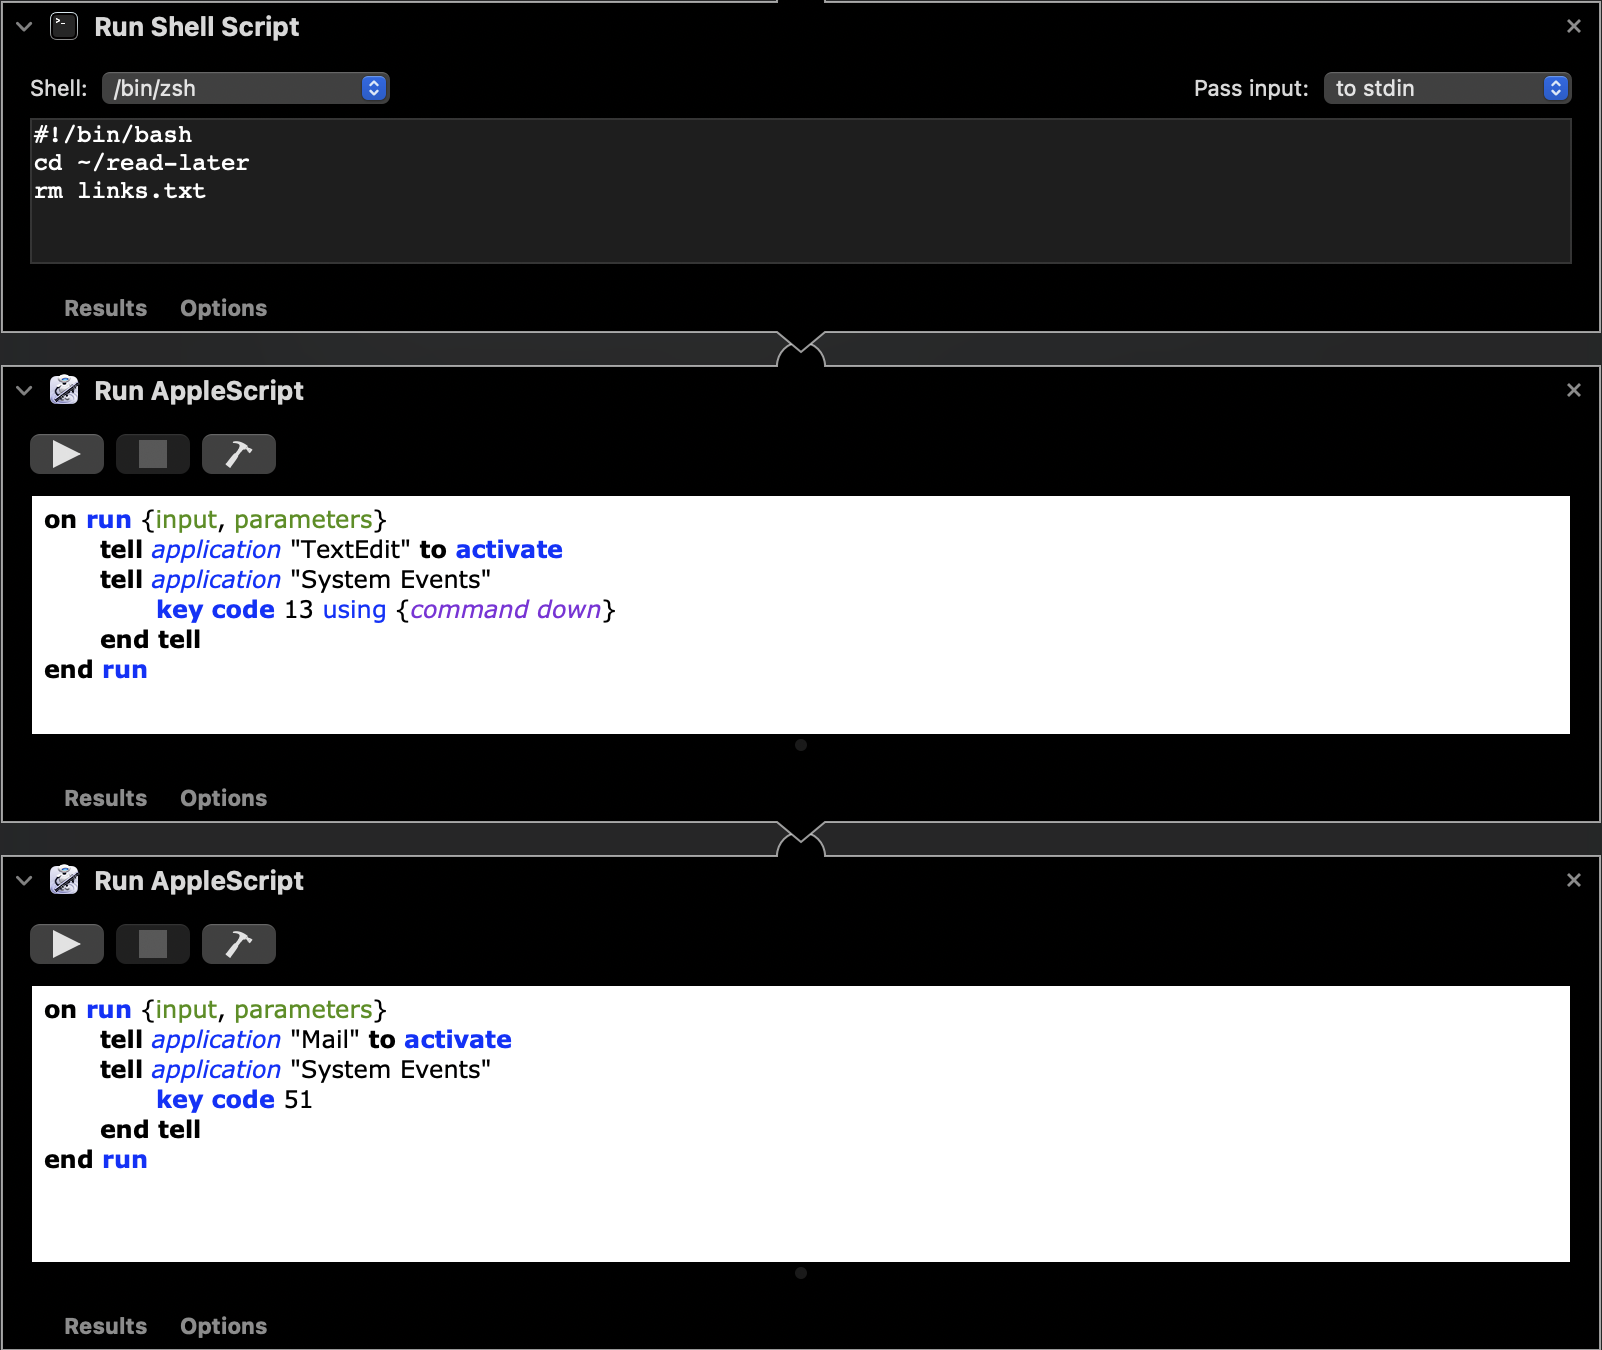 Run Shell Script
Shell: /bin/zsh Pass input: to stdin
#!/bin/bash
cd ~/read-later
rm links.txt
Results Options
Run AppleScript
on run {input, parameters}
tell application "TextEdit" to activate
tell application "System Events"
key code 13 using {command down}
end tell
end run
Results Options
Run AppleScript
on run {input, parameters}
tell application "Mail" to activate
tell application "System Events"
key code 51
end tell
end run
Results Options